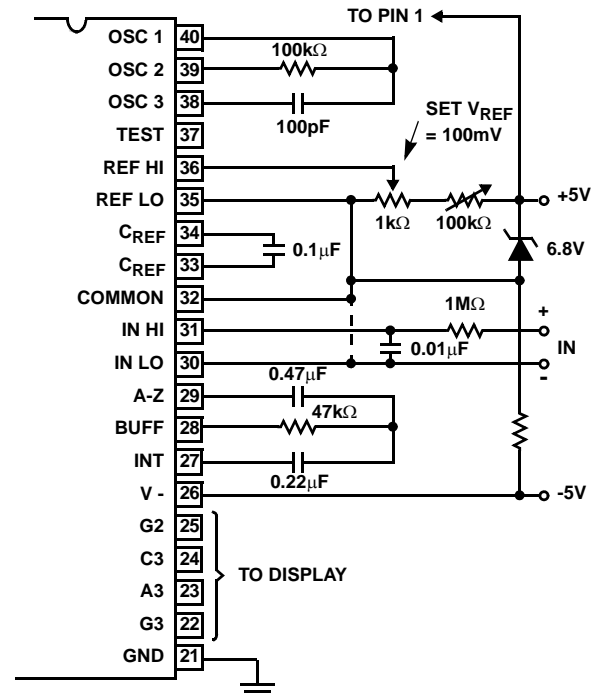 TO PIN 1
OSC 1 40
100kΩ
OSC 2 39
OSC 3 38
100pF
TEST 37
SET VREF
= 100mV
REF HI 36
REF LO 35
+5V
1kΩ
100kΩ
CREF 34
0.1μF
6.8V
CREF 33
COMMON 32
1MΩ
IN HI 31
+
0.01μF
IN
IN LO 30
-
0.47μF
A-Z 29
47kΩ
BUFF 28
INT 27
0.22μF
V - 26
-5V
G2 25
C3 24
TO DISPLAY
A3 23
G3 22
GND 21